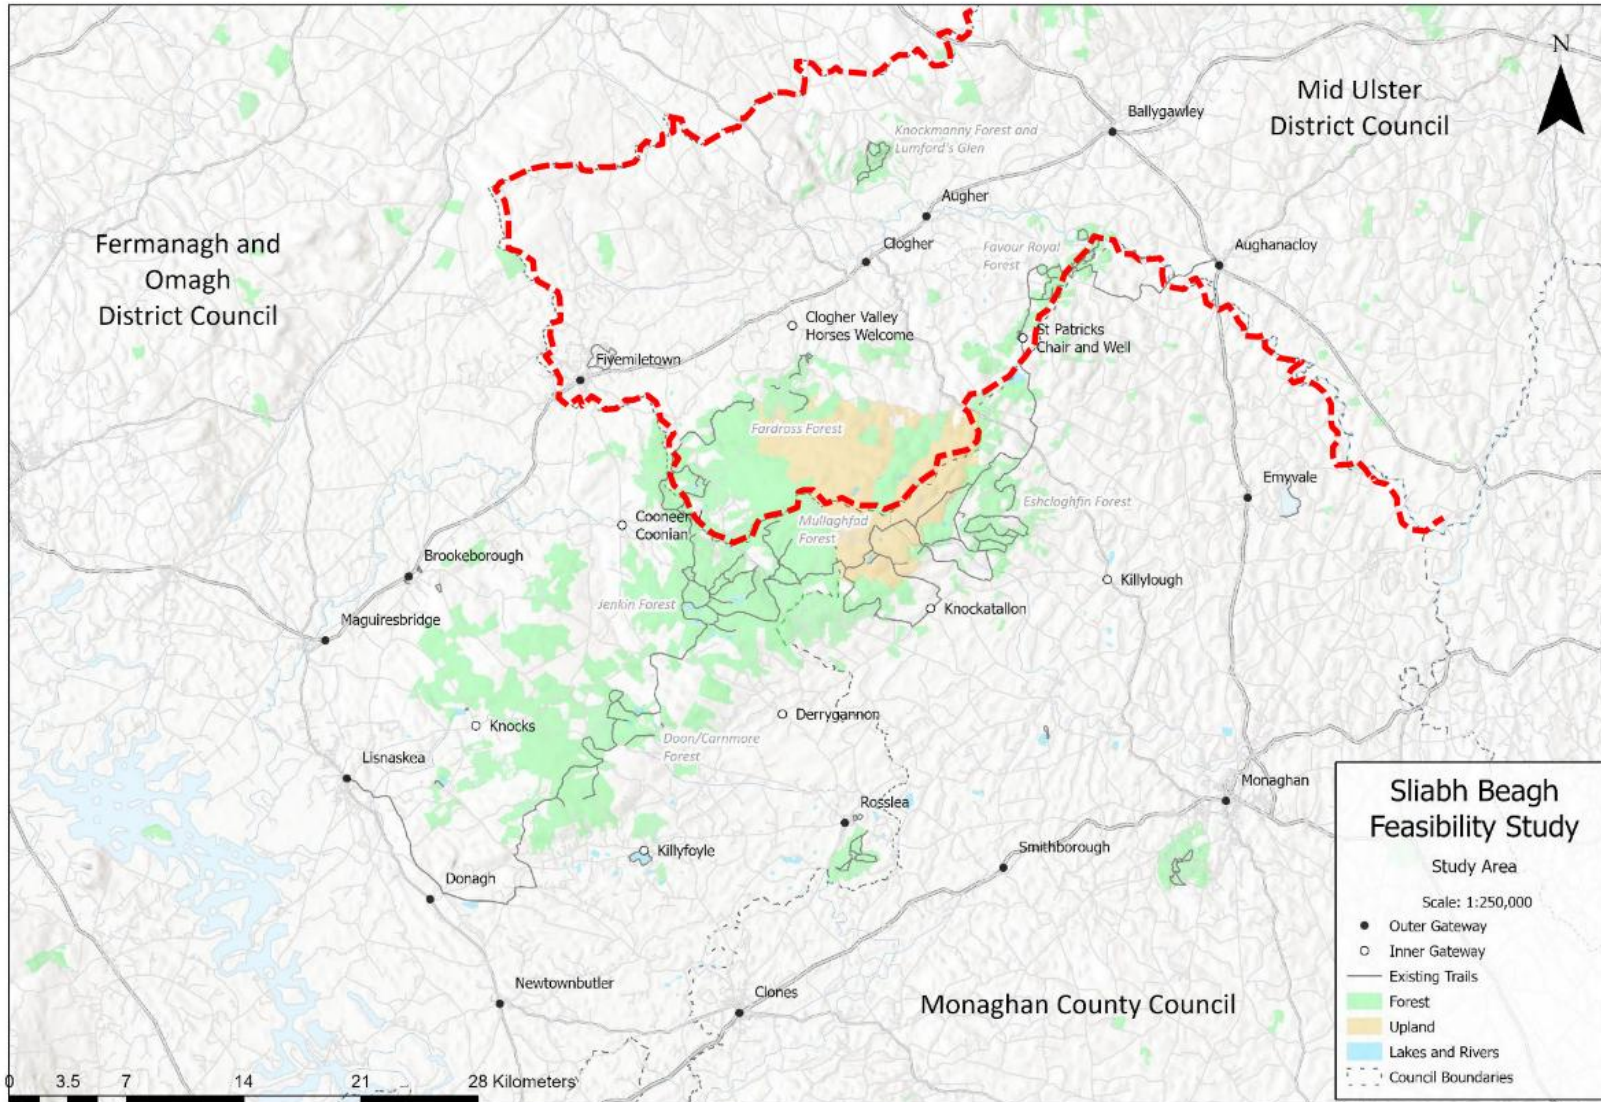 N
Mid Ulster
District Council
Ballygawley
Knockmanny Forest and
Lumford's Glen
Augher
Fermanagh and
Omagh
District Council
Clogher
Favour Royal
Forest
Aughanacloy
Clogher Valley
Horses Welcome
St Patricks
Chair and Well
Fivemiletown
Fardross Forest
Emyvale
Eshcloghfin Forest
Cooneen
Coonian
Mullaghfad
Forest
Brookeborough
Killylough
Jenkin Forest
Knockatallon
Maguiresbridge
Knocks
Derrygannon
Doon/Carnmore
Forest
Lisnaskea
Monaghan
Rosslea
Smithborough
Killyfoyle
Donagh
Newtownbutler
Clones
Monaghan County Council
Sliabh Beagh
Feasibility Study
Study Area
Scale: 1:250,000
Outer Gateway
Inner Gateway
Existing Trails
Forest
Upland
Lakes and Rivers
Council Boundaries
0 3.5 7 14 21 28 Kilometers